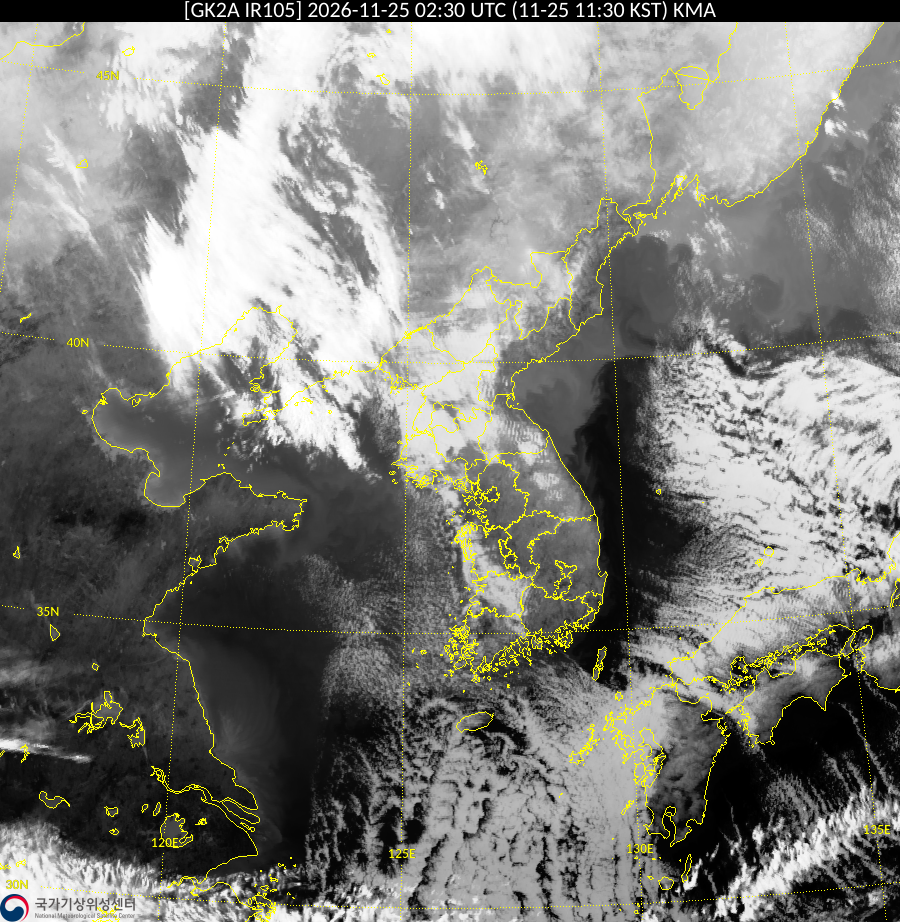 [GK2A IR105] 2026-11-25 02:30 UTC (11-25 11:30 KST) KMA
45N
40N
35N
120E
125E
130E
135E
30N
국가기상위성센터
National Meteorological Satellite Center